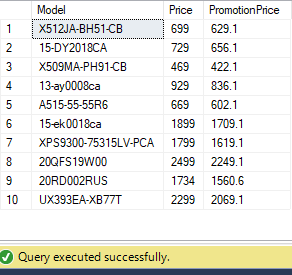 Model Price PromotionPrice
1 X512JA-BH51-CB 699 629.1
2 15-DY2018CA 729 656.1
3 X509MA-PH91-CB 469 422.1
4 13-ay0008ca 929 836.1
5 A515-55-55R6 669 602.1
6 15-ek0018ca 1899 1709.1
7 XPS9300-75315LV-PCA 1799 1619.1
8 20QFS19W00 2499 2249.1
9 20RD002RUS 1734 1560.6
10 UX393EA-XB77T 2299 2069.1
Query executed successfully.